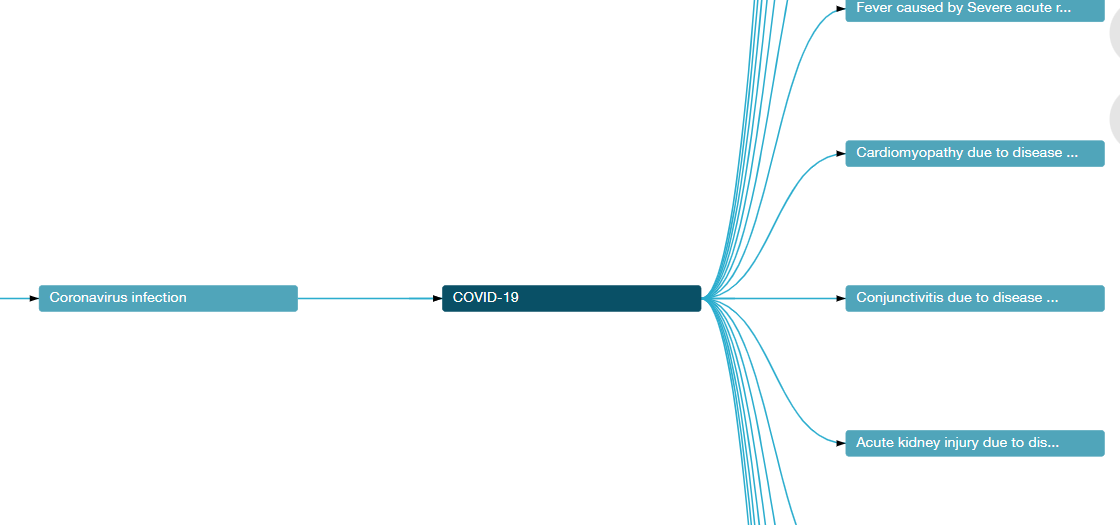 Fever caused by Severe acute r...
Cardiomyopathy due to disease ...
Coronavirus infection
COVID-19
Conjunctivitis due to disease ...
Acute kidney injury due to dis...